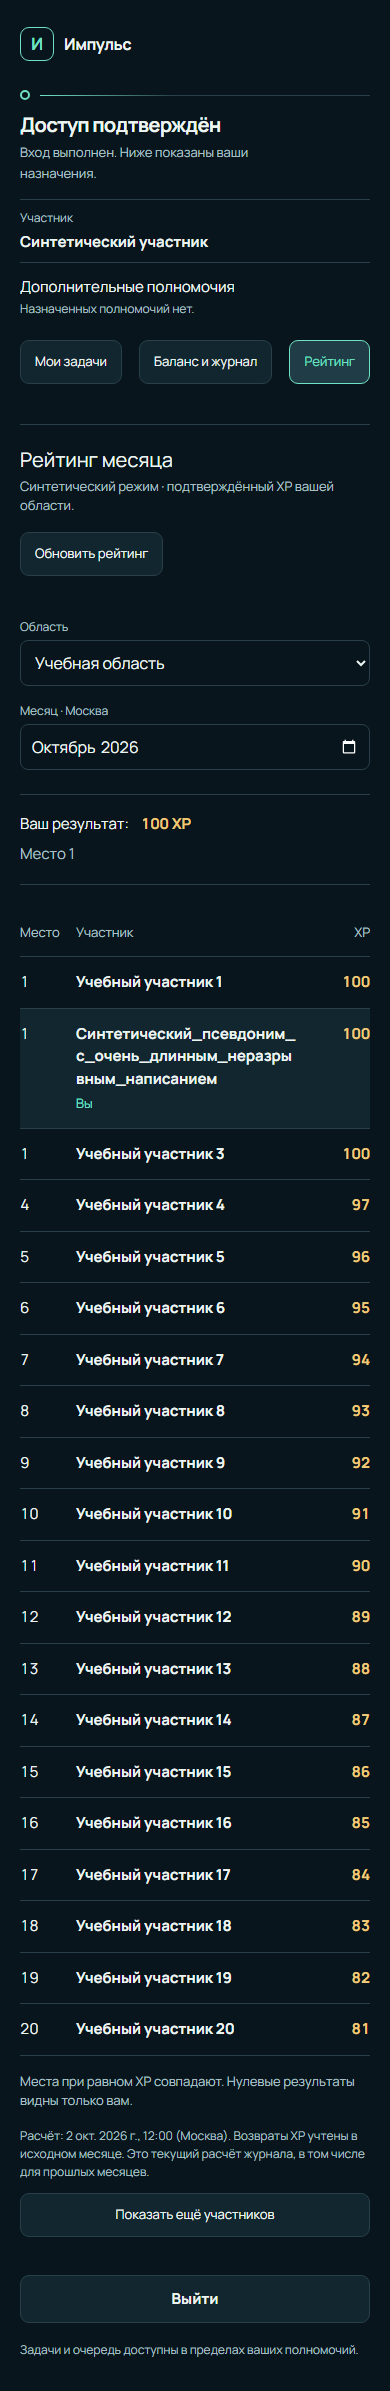 И Импульс
Доступ подтверждён
Вход выполнен. Ниже показаны ваши
назначения.
Участник
Синтетический участник
Дополнительные полномочия
Назначенных полномочий нет.
Мои задачи Баланс и журнал Рейтинг
Рейтинг месяца
Синтетический режим · подтверждённый XP вашей
области.
Обновить рейтинг
Область
Учебная область
Месяц · Москва
Октябрь 2026
Ваш результат: 100 XP
Место 1
Место Участник XP
1 Учебный участник 1 100
1 Синтетический_псевдоним_ 100
с_очень_длинным_неразры
вным_написанием
Вы
1 Учебный участник 3 100
4 Учебный участник 4 97
5 Учебный участник 5 96
6 Учебный участник 6 95
7 Учебный участник 7 94
8 Учебный участник 8 93
9 Учебный участник 9 92
10 Учебный участник 10 91
11 Учебный участник 11 90
12 Учебный участник 12 89
13 Учебный участник 13 88
14 Учебный участник 14 87
15 Учебный участник 15 86
16 Учебный участник 16 85
17 Учебный участник 17 84
18 Учебный участник 18 83
19 Учебный участник 19 82
20 Учебный участник 20 81
Места при равном XP совпадают. Нулевые результаты
видны только вам.
Расчёт: 2 окт. 2026 г., 12:00 (Москва). Возвраты XP учтены в
исходном месяце. Это текущий расчёт журнала, в том числе
для прошлых месяцев.
Показать ещё участников
Выйти
Задачи и очередь доступны в пределах ваших полномочий.